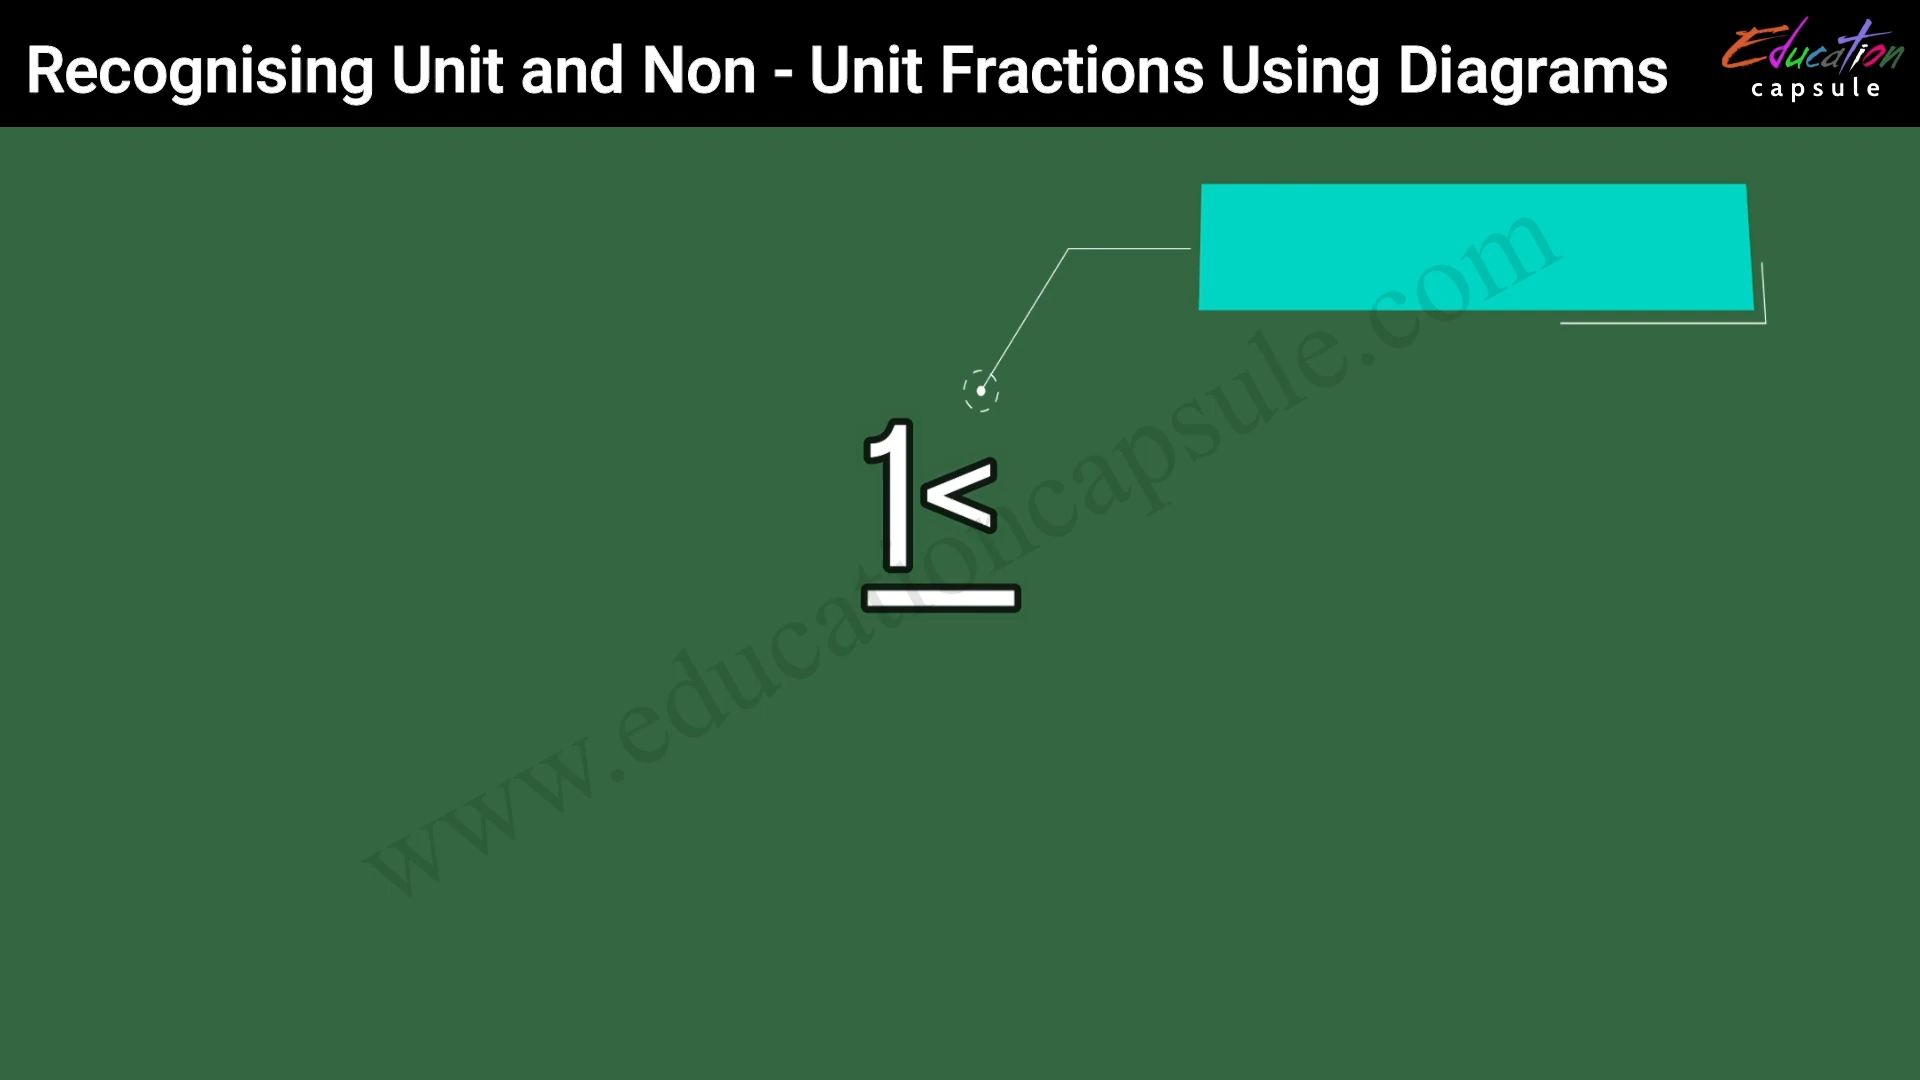 Recognising Unit and Non - Unit Fractions Using Diagrams
Education
capsule
1<
www.educationcapsule.com